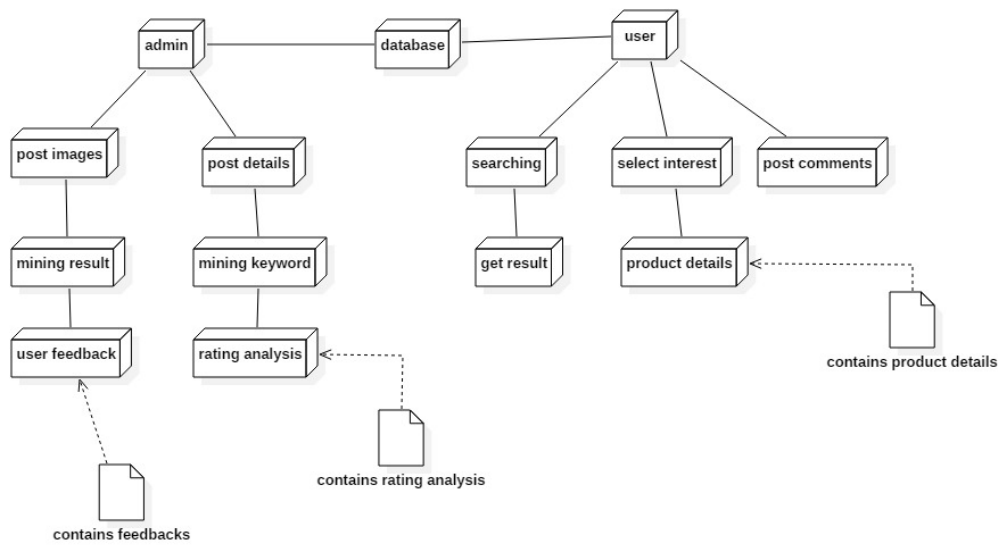 admin
database
user
post images
post details
searching
select interest
post comments
mining result
mining keyword
get result
product details
user feedback
rating analysis
contains product details
contains rating analysis
contains feedbacks